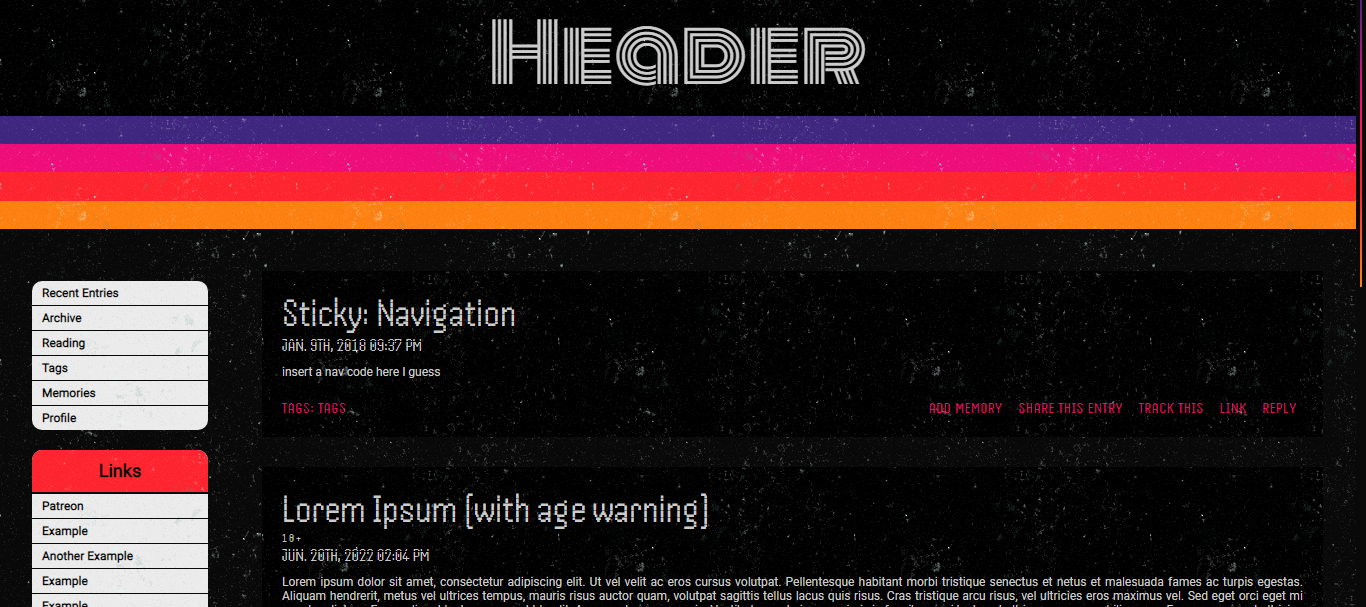 Header
Recent Entries
Archive
Reading
Tags
Memories
Profile
Links
Patreon
Example
Another Example
Example
Example
Sticky: Navigation
JAN. 9TH, 2018 09:37 PM
insert a nav code here I guess
TAGS: TAGS
ADD MEMORY SHARE THIS ENTRY TRACK THIS LINK REPLY
Lorem Ipsum (with age warning)
18+
JUN. 20TH, 2022 02:04 PM
Lorem ipsum dolor sit amet, consectetur adipiscing elit. Ut vel velit ac eros cursus volutpat. Pellentesque habitant morbi tristique senectus et netus et malesuada fames ac turpis egestas.
Aliquam hendrerit, metus vel ultrices tempus, mauris risus auctor quam, volutpat sagittis tellus lacus quis risus. Cras tristique arcu risus, vel ultricies eros maximus vel. Sed eget orci eget mi